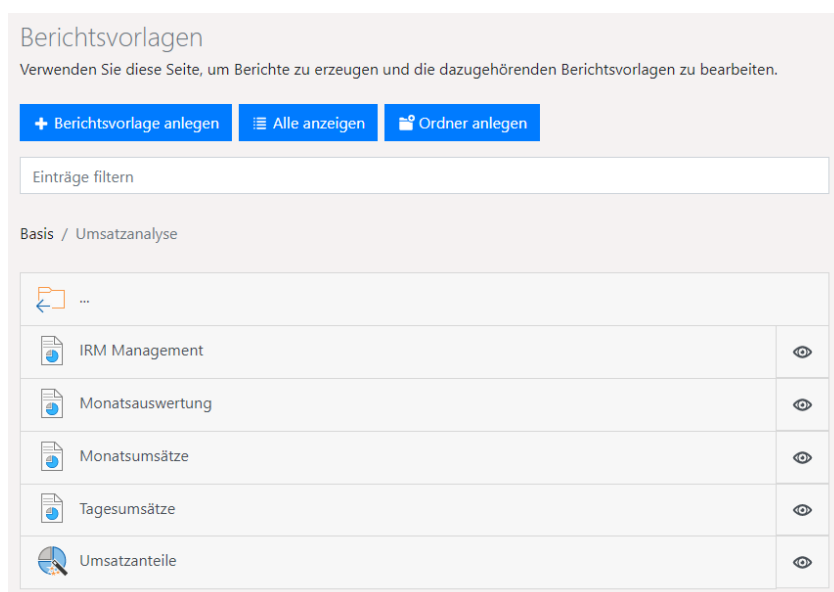 Berichtsvorlagen
Verwenden Sie diese Seite, um Berichte zu erzeugen und die dazugehörenden Berichtsvorlagen zu bearbeiten.
Berichtsvorlage anlegen Alle anzeigen Ordner anlegen
Einträge filtern
Basis / Umsatzanalyse
...
IRM Management
Monatsauswertung
Monatsumsätze
Tagesumsätze
Umsatzanteile